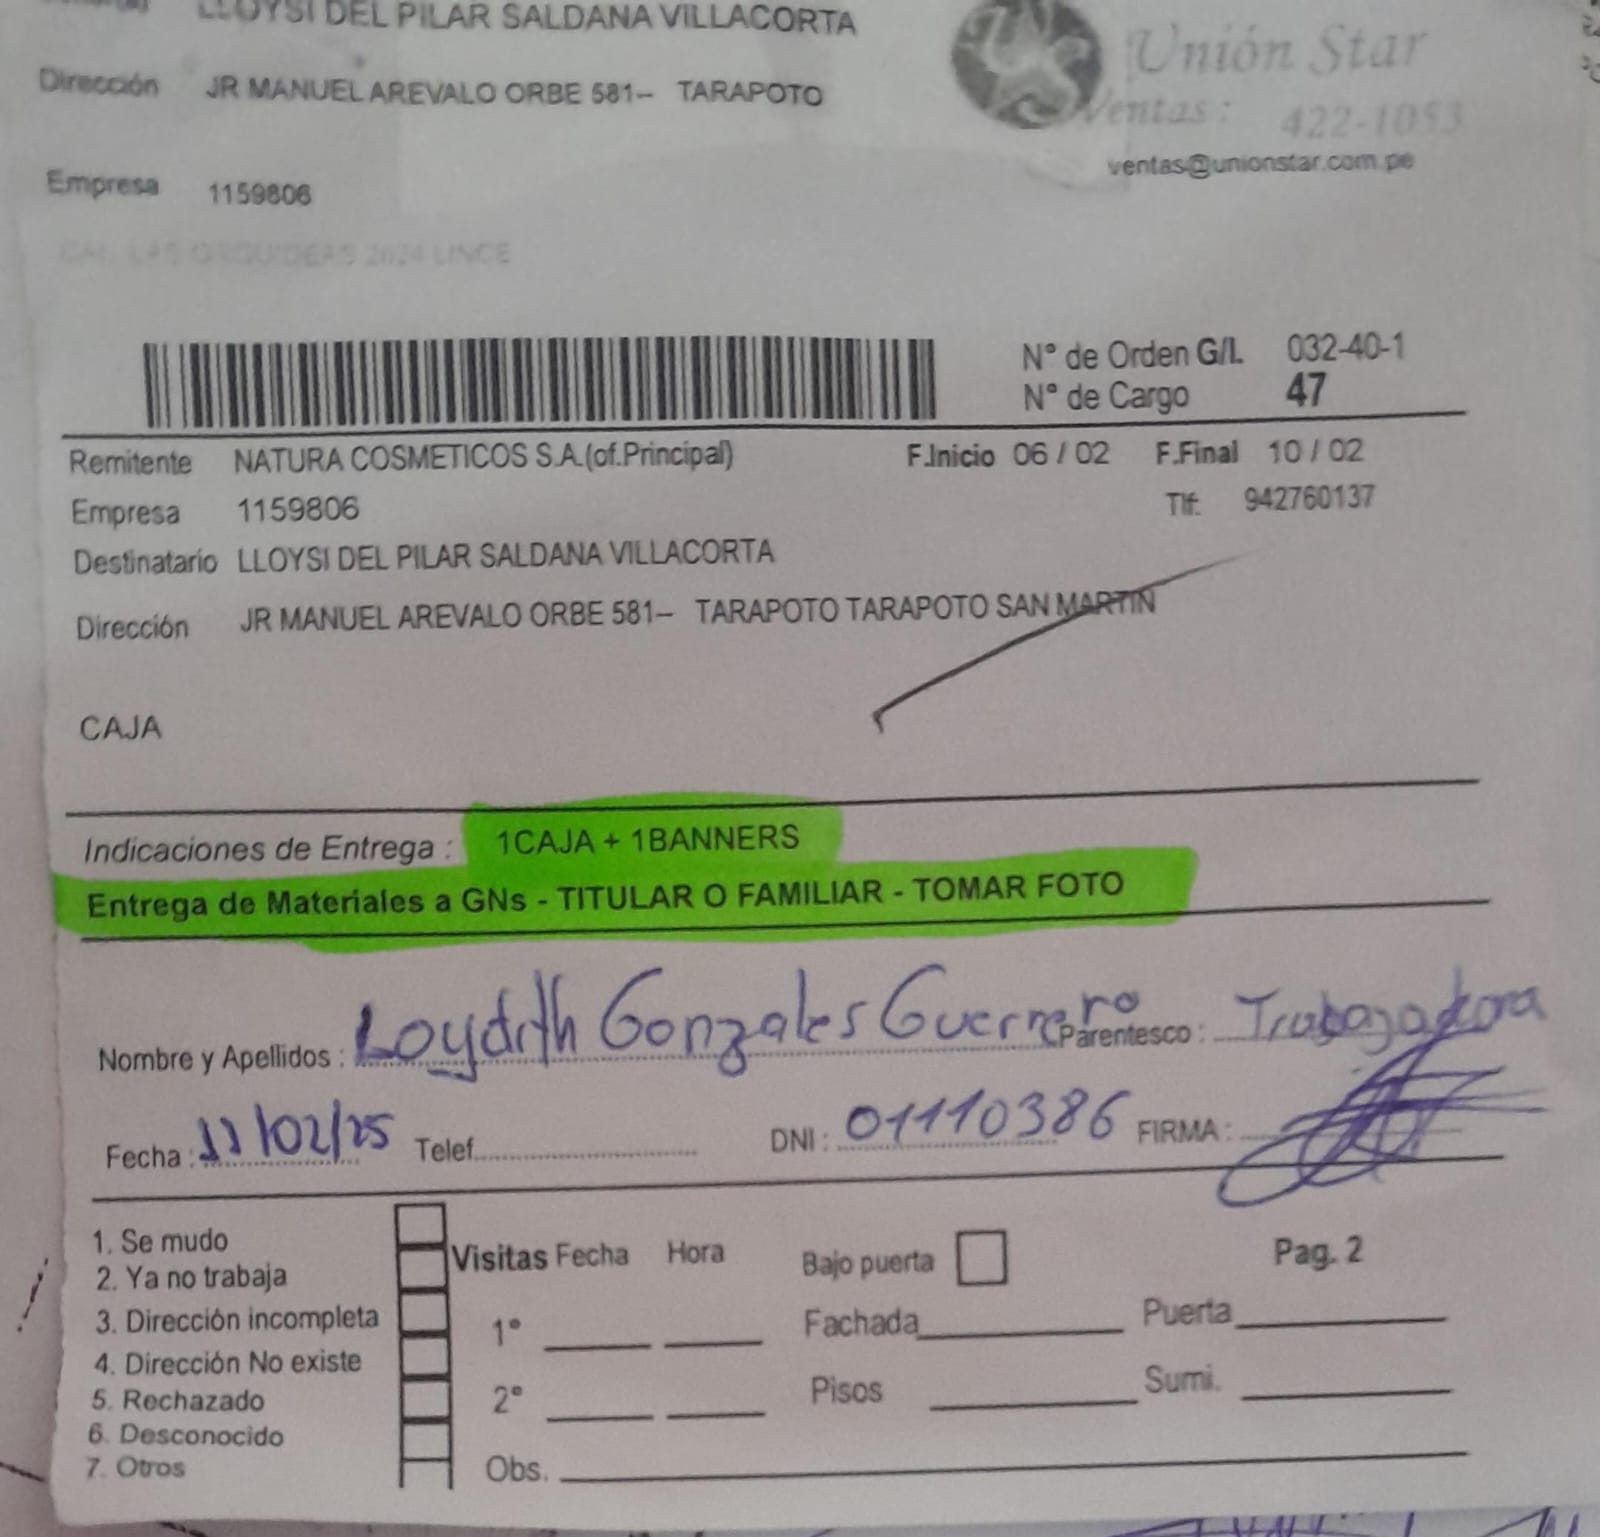 LLOYSI DEL PILAR SALDANA VILLACORTA
Unión Star
Dirección JR MANUEL AREVALO ORBE 581– TARAPOTO
Ventas : 422-1053
ventas@unionstar.com.pe
Empresa 1159806
CAL LAS ORQUIDEAS 2624 LINCE
N° de Orden G/l. 032-40-1
N° de Cargo 47
Remitente NATURA COSMETICOS S.A.(of.Principal) F.Inicio 06 / 02 F.Final 10 / 02
Empresa 1159806 Tlf: 942760137
Destinatario LLOYSI DEL PILAR SALDANA VILLACORTA
Dirección JR MANUEL AREVALO ORBE 581– TARAPOTO TARAPOTO SAN MARTIN
CAJA
Indicaciones de Entrega : 1CAJA + 1BANNERS
Entrega de Materiales a GNs - TITULAR O FAMILIAR - TOMAR FOTO
Nombre y Apellidos : Loydith Gonzales Guerrero Parentesco : Trabajadora
Fecha : 11/02/25 Telef. DNI : 01110386 FIRMA :
1. Se mudo
2. Ya no trabaja
3. Dirección incompleta
4. Dirección No existe
5. Rechazado
6. Desconocido
7. Otros
Visitas Fecha Hora Bajo puerta Pag. 2
1° Fachada Puerta
2° Pisos Sumi.
Obs.